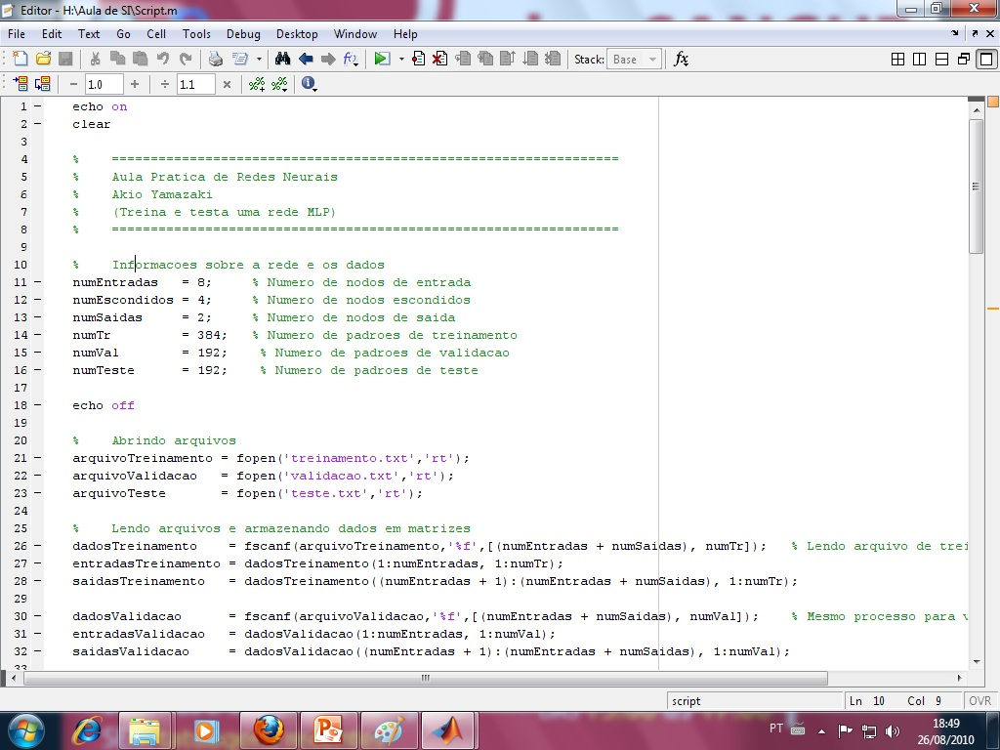 Editor - H:\Aula de SI\Script.m
File Edit Text Go Cell Tools Debug Desktop Window Help
Stack: Base fx
1.0 1.1
1 echo on
2 clear
3
4 % =================================================================
5 % Aula Pratica de Redes Neurais
6 % Akio Yamazaki
7 % (Treina e testa uma rede MLP)
8 % =================================================================
9
10 % Informacoes sobre a rede e os dados
11 numEntradas = 8; % Numero de nodos de entrada
12 numEscondidos = 4; % Numero de nodos escondidos
13 numSaidas = 2; % Numero de nodos de saida
14 numTr = 384; % Numero de padroes de treinamento
15 numVal = 192; % Numero de padroes de validacao
16 numTeste = 192; % Numero de padroes de teste
17
18 echo off
19
20 % Abrindo arquivos
21 arquivoTreinamento = fopen('treinamento.txt','rt');
22 arquivoValidacao = fopen('validacao.txt','rt');
23 arquivoTeste = fopen('teste.txt','rt');
24
25 % Lendo arquivos e armazenando dados em matrizes
26 dadosTreinamento = fscanf(arquivoTreinamento,'%f',[(numEntradas + numSaidas), numTr]); % Lendo arquivo de trei
27 entradasTreinamento = dadosTreinamento(1:numEntradas, 1:numTr);
28 saidasTreinamento = dadosTreinamento((numEntradas + 1):(numEntradas + numSaidas), 1:numTr);
29
30 dadosValidacao = fscanf(arquivoValidacao,'%f',[(numEntradas + numSaidas), numVal]); % Mesmo processo para v
31 entradasValidacao = dadosValidacao(1:numEntradas, 1:numVal);
32 saidasValidacao = dadosValidacao((numEntradas + 1):(numEntradas + numSaidas), 1:numVal);
33
script Ln 10 Col 9 OVR
PT 18:49
26/08/2010